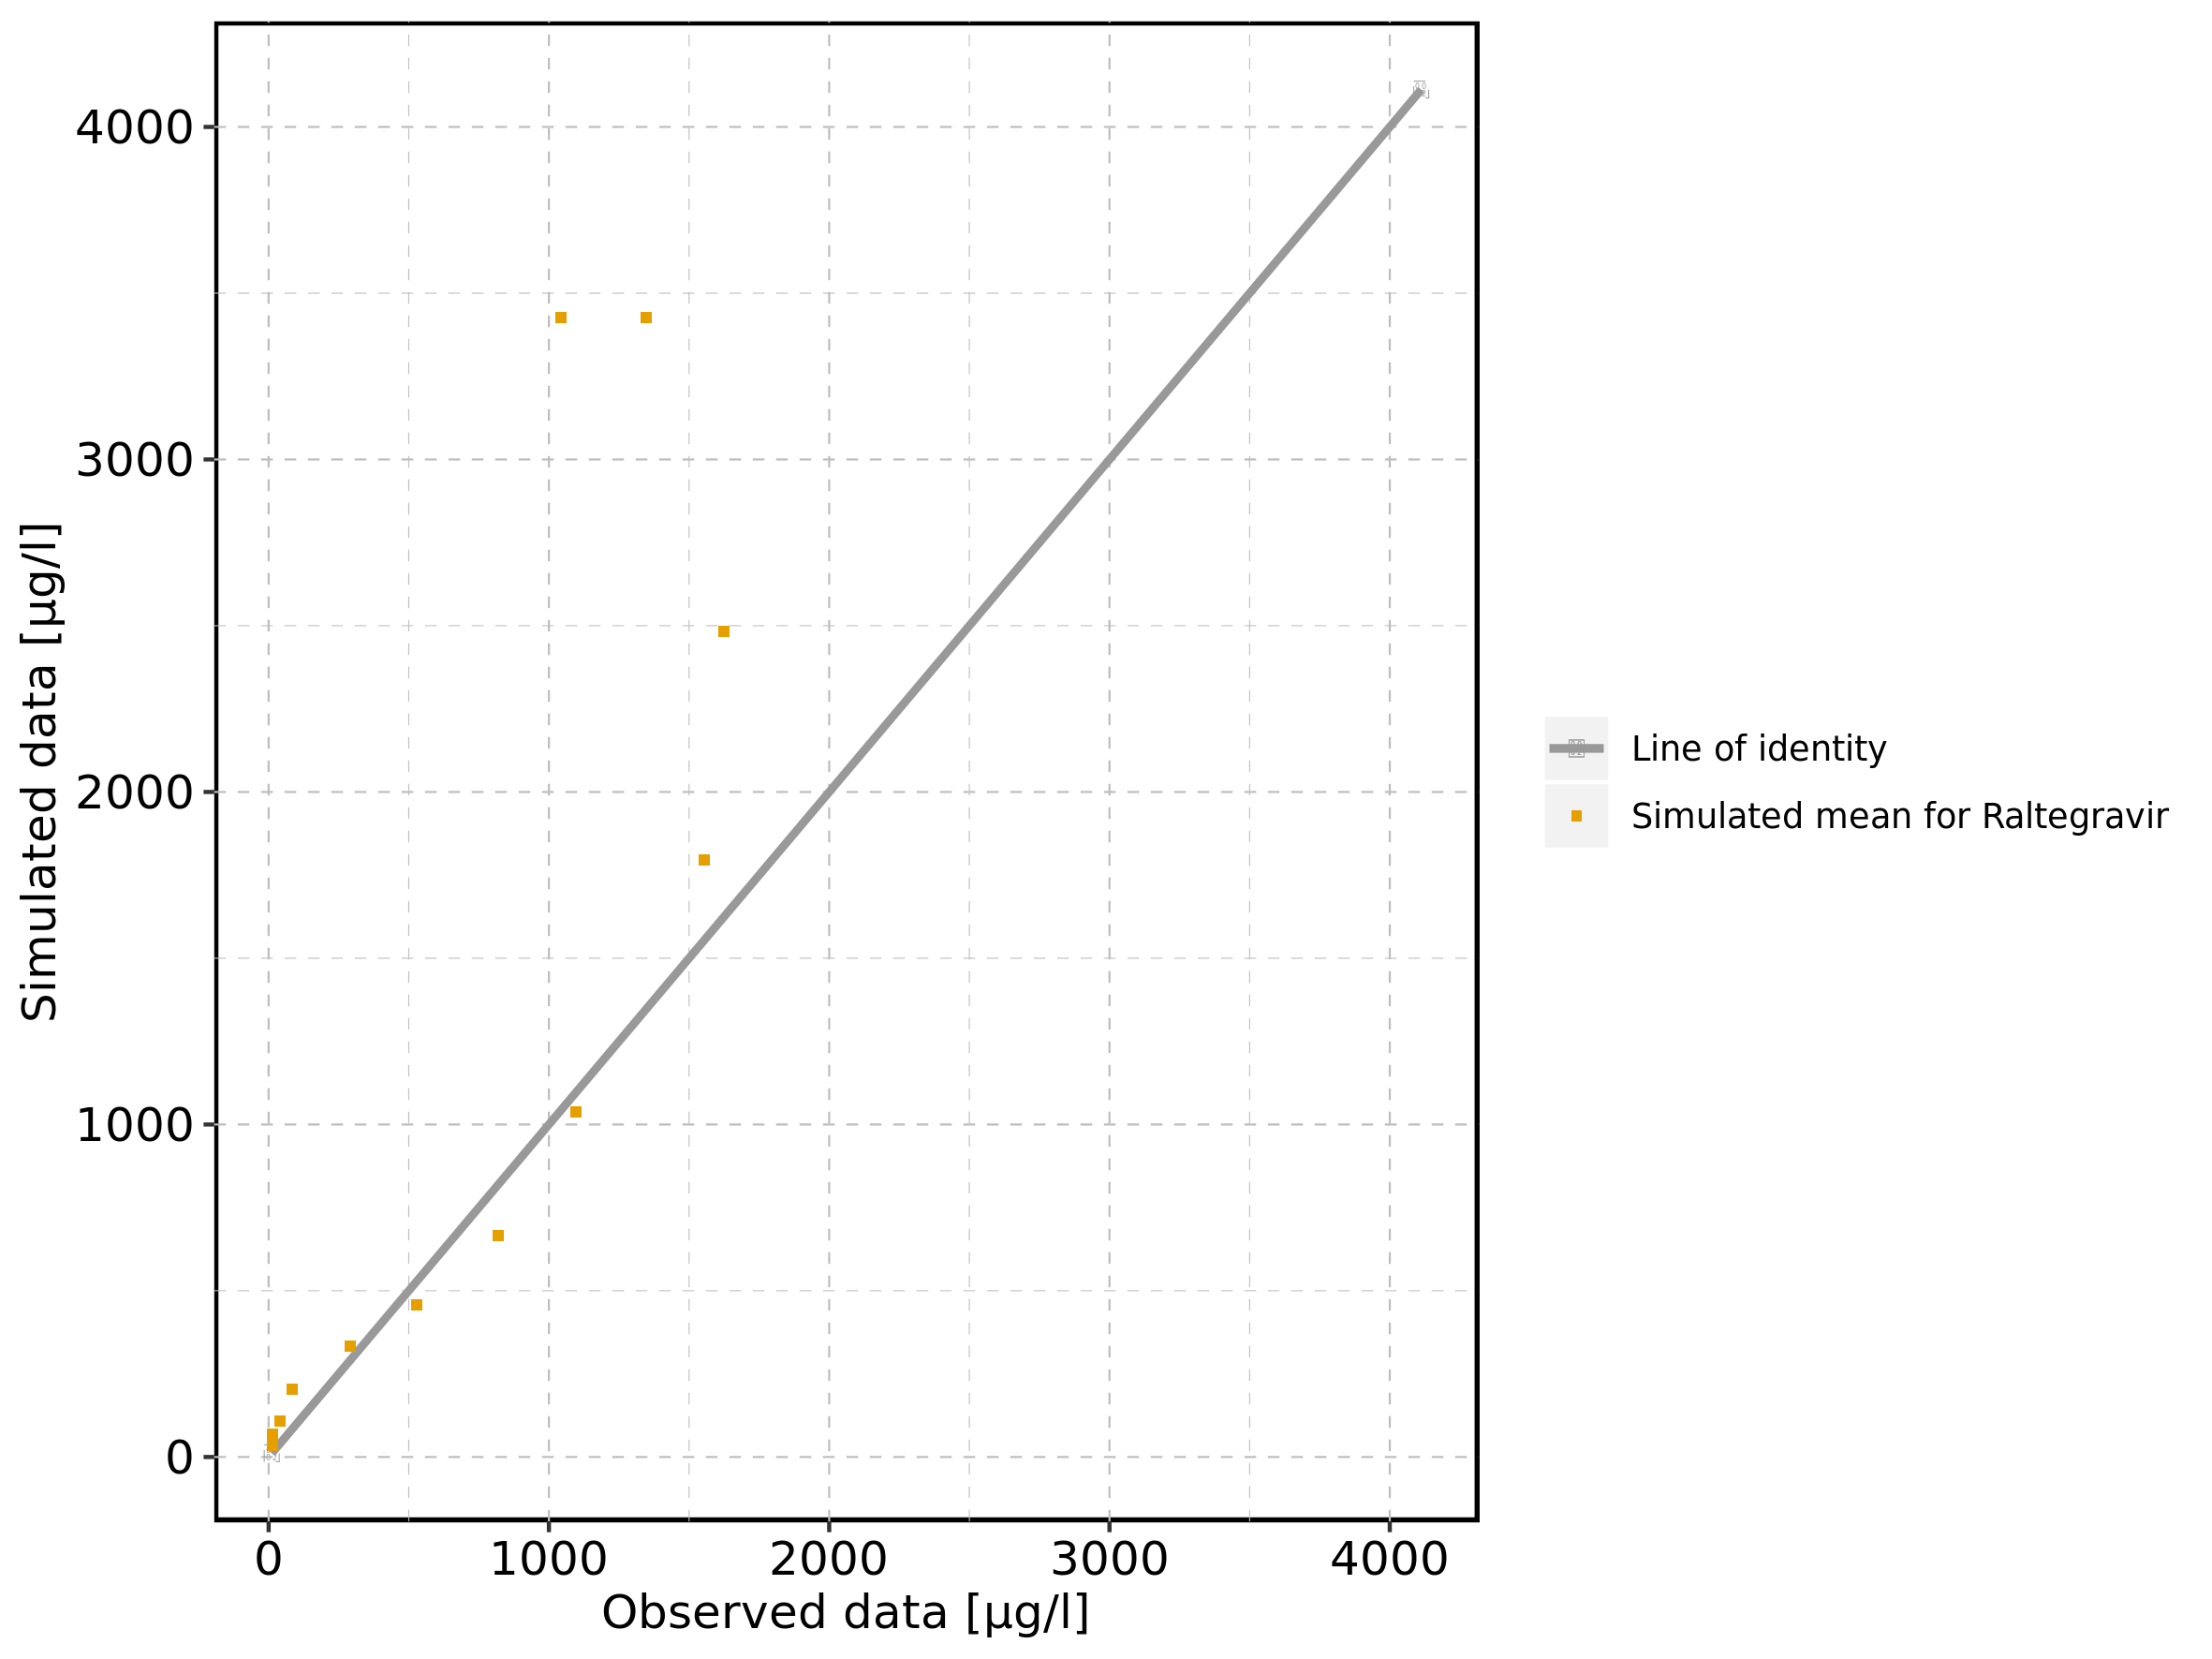 Simulated data [µg/l]
4000
3000
2000
1000
0
0 1000 2000 3000 4000
Observed data [µg/l]
Line of identity
Simulated mean for Raltegravir